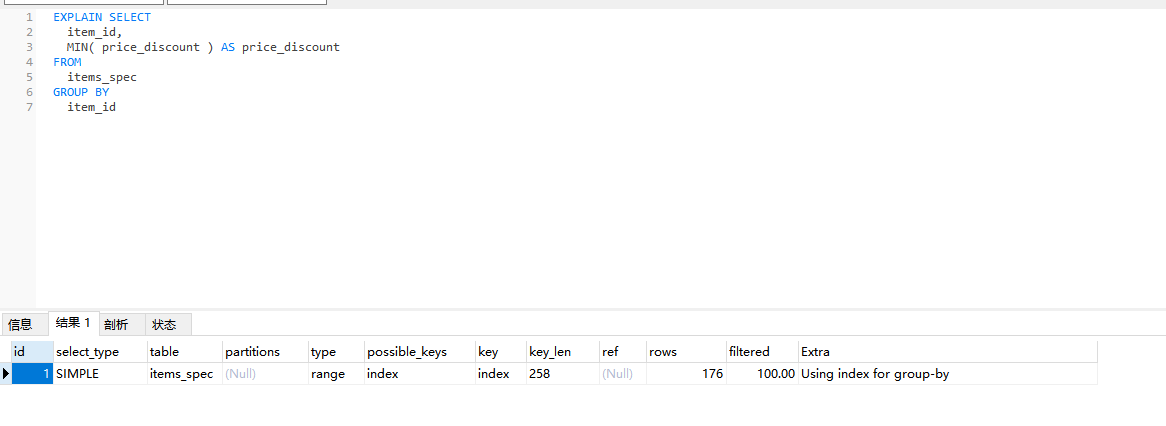 1 EXPLAIN SELECT
2 item_id,
3 MIN( price_discount ) AS price_discount
4 FROM
5 items_spec
6 GROUP BY
7 item_id
信息 结果 1 剖析 状态
id select_type table partitions type possible_keys key key_len ref rows filtered Extra
1 SIMPLE items_spec (Null) range index index 258 (Null) 176 100.00 Using index for group-by